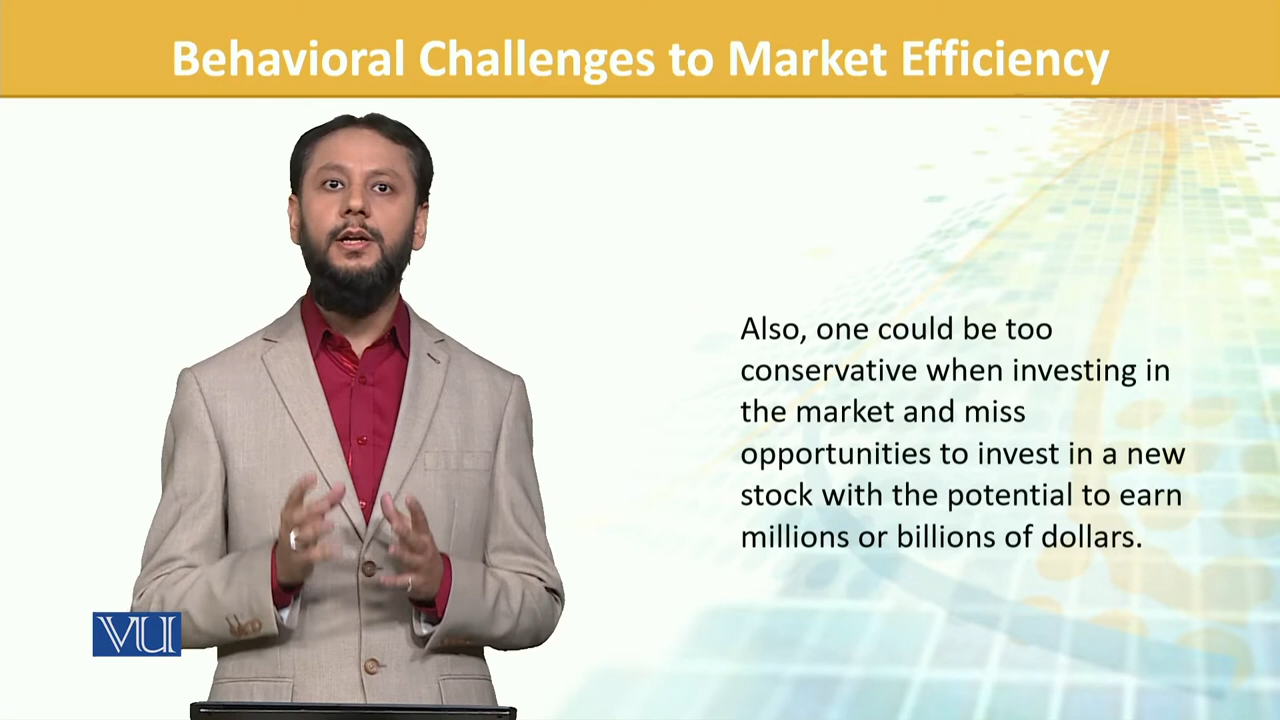 Behavioral Challenges to Market Efficiency
Also, one could be too
conservative when investing in
the market and miss
opportunities to invest in a new
stock with the potential to earn
millions or billions of dollars.
VU